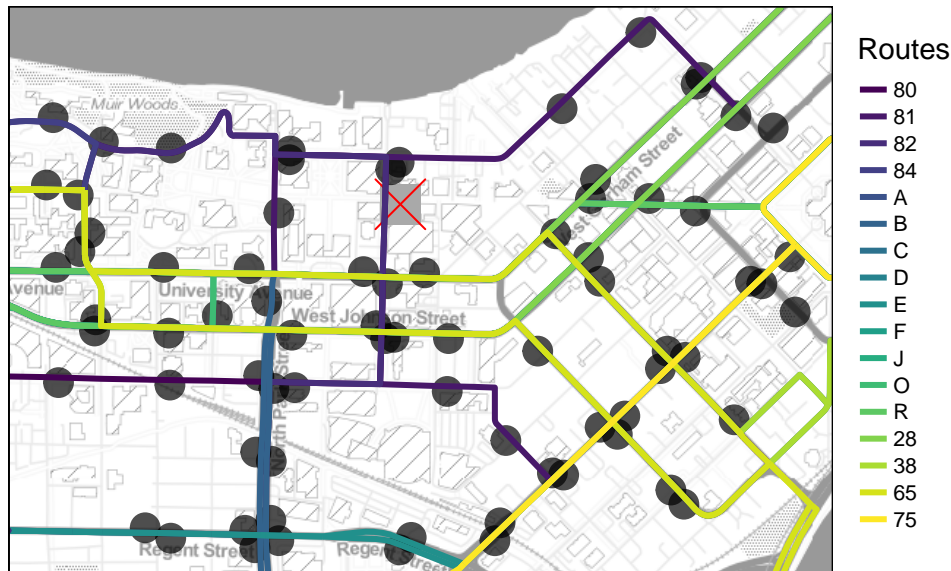 Routes
80
81
82
84
A
B
C
D
E
F
J
O
R
28
38
65
75
Muir Woods
University Avenue
Avenue
West Johnson Street
Regent Street
Regent Street